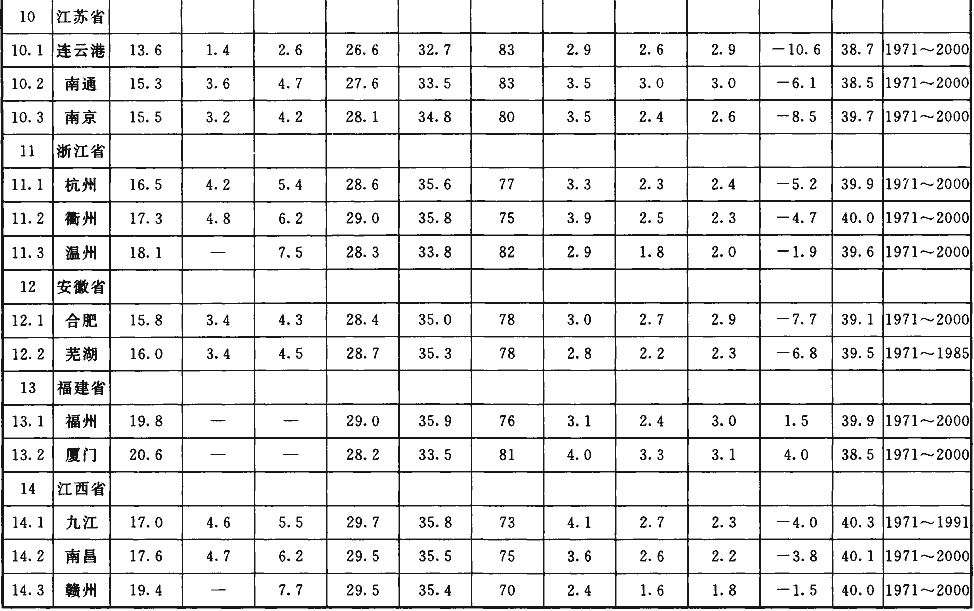 10 江苏省
10.1 连云港 13.6 1.4 2.6 26.6 32.7 83 2.9 2.6 2.9 －10.6 38.7 1971～2000
10.2 南通 15.3 3.6 4.7 27.6 33.5 83 3.5 3.0 3.0 －6.1 38.5 1971～2000
10.3 南京 15.5 3.2 4.2 28.1 34.8 80 3.5 2.4 2.6 －8.5 39.7 1971～2000
11 浙江省
11.1 杭州 16.5 4.2 5.4 28.6 35.6 77 3.3 2.3 2.4 －5.2 39.9 1971～2000
11.2 衢州 17.3 4.8 6.2 29.0 35.8 75 3.9 2.5 2.3 －4.7 40.0 1971～2000
11.3 温州 18.1 — 7.5 28.3 33.8 82 2.9 1.8 2.0 －1.9 39.6 1971～2000
12 安徽省
12.1 合肥 15.8 3.4 4.3 28.4 35.0 78 3.0 2.7 2.9 －7.7 39.1 1971～2000
12.2 芜湖 16.0 3.4 4.5 28.7 35.3 78 2.8 2.2 2.3 －6.8 39.5 1971～1985
13 福建省
13.1 福州 19.8 — — 29.0 35.9 76 3.1 2.4 3.0 1.5 39.9 1971～2000
13.2 厦门 20.6 — — 28.2 33.5 81 4.0 3.3 3.1 4.0 38.5 1971～2000
14 江西省
14.1 九江 17.0 4.6 5.5 29.7 35.8 73 4.1 2.7 2.3 －4.0 40.3 1971～1991
14.2 南昌 17.6 4.7 6.2 29.5 35.5 75 3.6 2.6 2.2 －3.8 40.1 1971～2000
14.3 赣州 19.4 — 7.7 29.5 35.4 70 2.4 1.6 1.8 －1.5 40.0 1971～2000